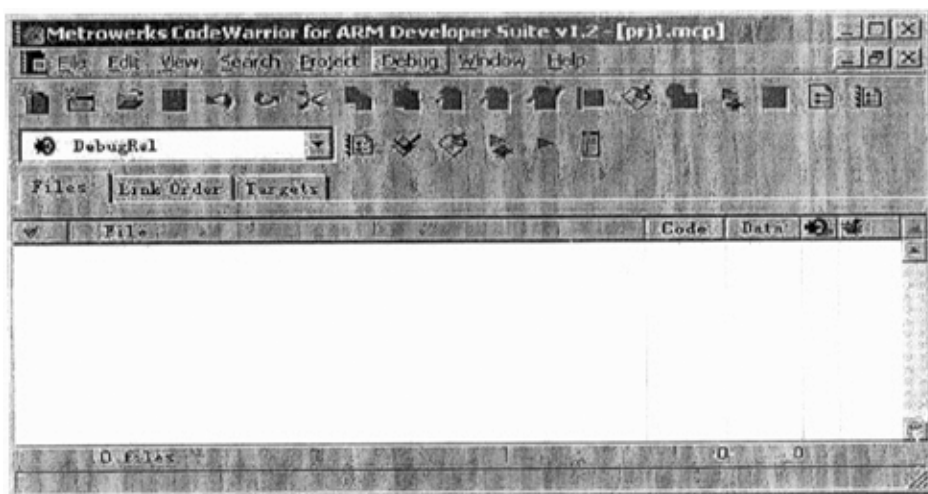 Metrowerks CodeWarrior for ARM Developer Suite v1.2 - [prj1.mcp]
File Edit View Search Project Debug Window Help
DebugRel
Files Link Order Targets
File Code Data
0 files 0 0